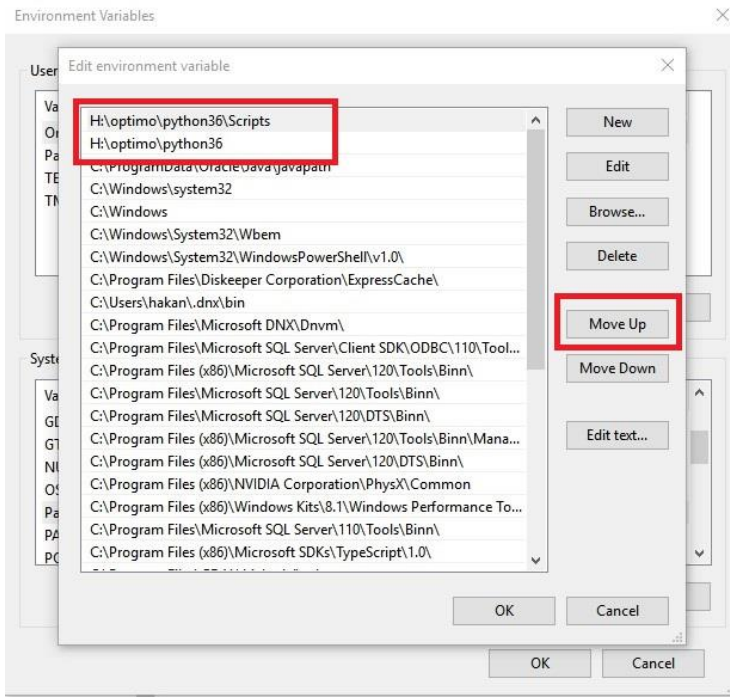 Environment Variables
User
Edit environment variable
Va
H:\optimo\python36\Scripts
New
H:\optimo\python36
Pa
C:\ProgramData\Oracle\Java\javapath
Edit
TE
C:\Windows\system32
C:\Windows
Browse...
C:\Windows\System32\Wbem
C:\Windows\System32\WindowsPowerShell\v1.0\
Delete
C:\Program Files\Diskeeper Corporation\ExpressCache\
C:\Users\hakan\.dnx\bin
C:\Program Files\Microsoft DNX\Dnvm\
Move Up
C:\Program Files\Microsoft SQL Server\Client SDK\ODBC\110\Tool...
Syste
C:\Program Files (x86)\Microsoft SQL Server\120\Tools\Binn\
Move Down
Va
C:\Program Files\Microsoft SQL Server\120\Tools\Binn\
C:\Program Files\Microsoft SQL Server\120\DTS\Binn\
C:\Program Files (x86)\Microsoft SQL Server\120\Tools\Binn\Mana...
Edit text...
C:\Program Files (x86)\Microsoft SQL Server\120\DTS\Binn\
C:\Program Files (x86)\NVIDIA Corporation\PhysX\Common
C:\Program Files (x86)\Windows Kits\8.1\Windows Performance To...
Pa
C:\Program Files\Microsoft SQL Server\110\Tools\Binn\
PA
C:\Program Files (x86)\Microsoft SDKs\TypeScript\1.0\
OK
Cancel
OK
Cancel